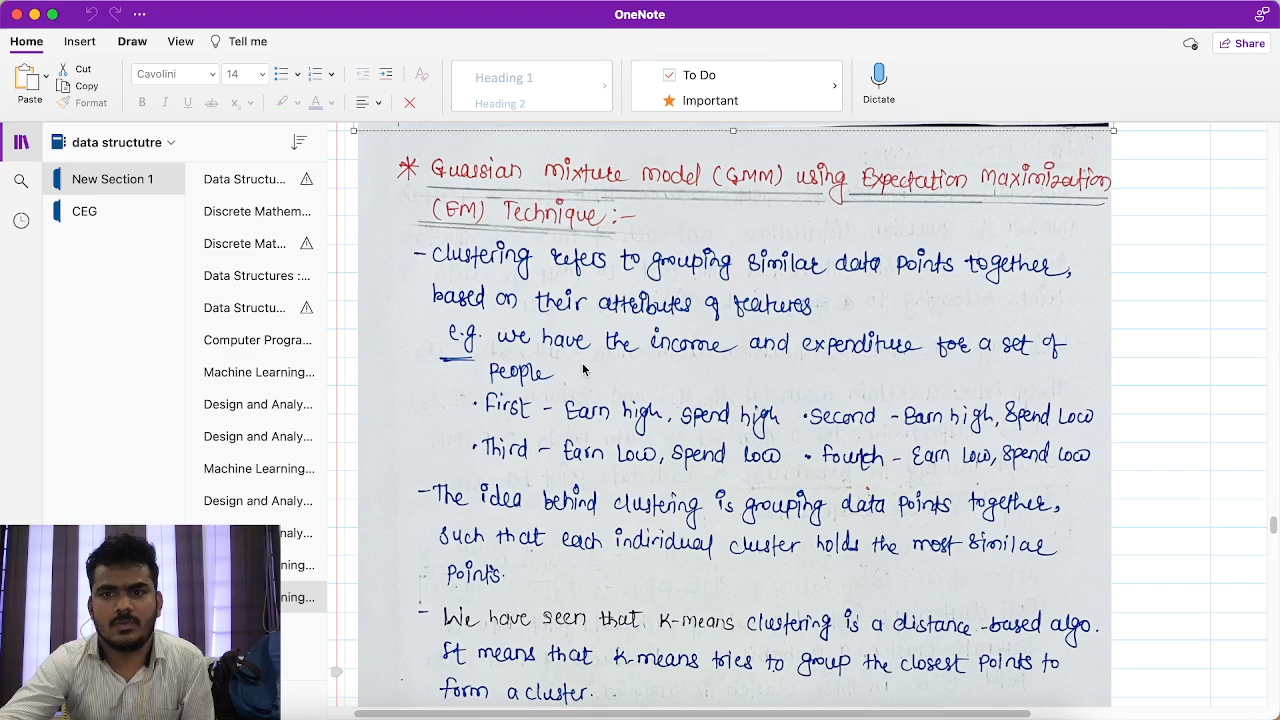 OneNote
Home Insert Draw View Tell me
Share
Paste
Cut
Copy
Format
Cavolini 14
B I U ab x
A
Heading 1
Heading 2
To Do
Important
Dictate
data structutre
New Section 1
CEG
Data Structu...
Discrete Mathem...
Discrete Mat...
Data Structures :...
Data Structu...
Computer Progra...
Machine Learning...
Design and Analy...
Design and Analy...
Machine Learning...
Design and Analy...
* Guassian mixture model (GMM) using Expectation Maximization
(EM) Technique :-
- Clustering refers to grouping similar data points together,
based on their attributes of features
e.g. we have the income and expenditure for a set of
people
· First - Earn high, spend high · Second - Earn high, Spend Low
· Third - Earn Low, Spend low · fourth - Earn Low, Spend low
- The idea behind clustering is grouping data points together,
Such that each individual cluster holds the most similar
points.
- We have seen that K-means clustering is a distance-based algo.
It means that K-means tries to group the closest points to
form a cluster.